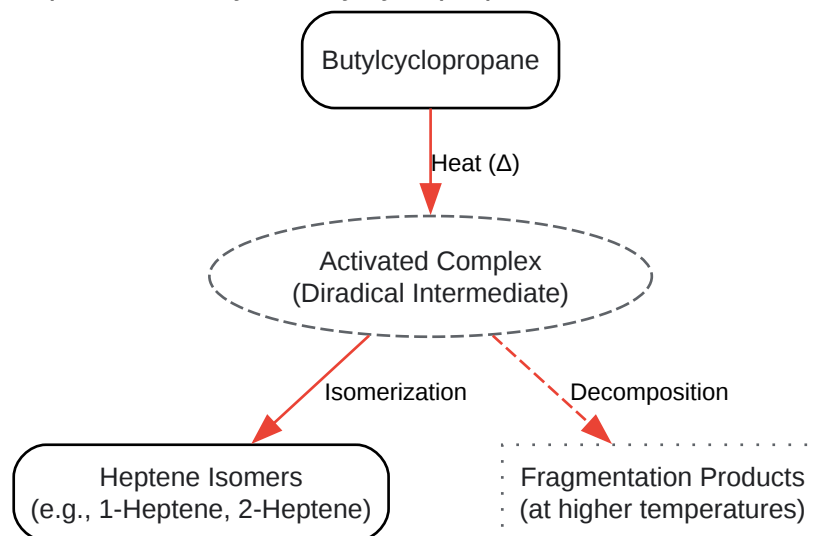 Butylcyclopropane
Heat (Δ)
Activated Complex
(Diradical Intermediate)
Isomerization
Decomposition
Heptene Isomers
(e.g., 1-Heptene, 2-Heptene)
Fragmentation Products
(at higher temperatures)